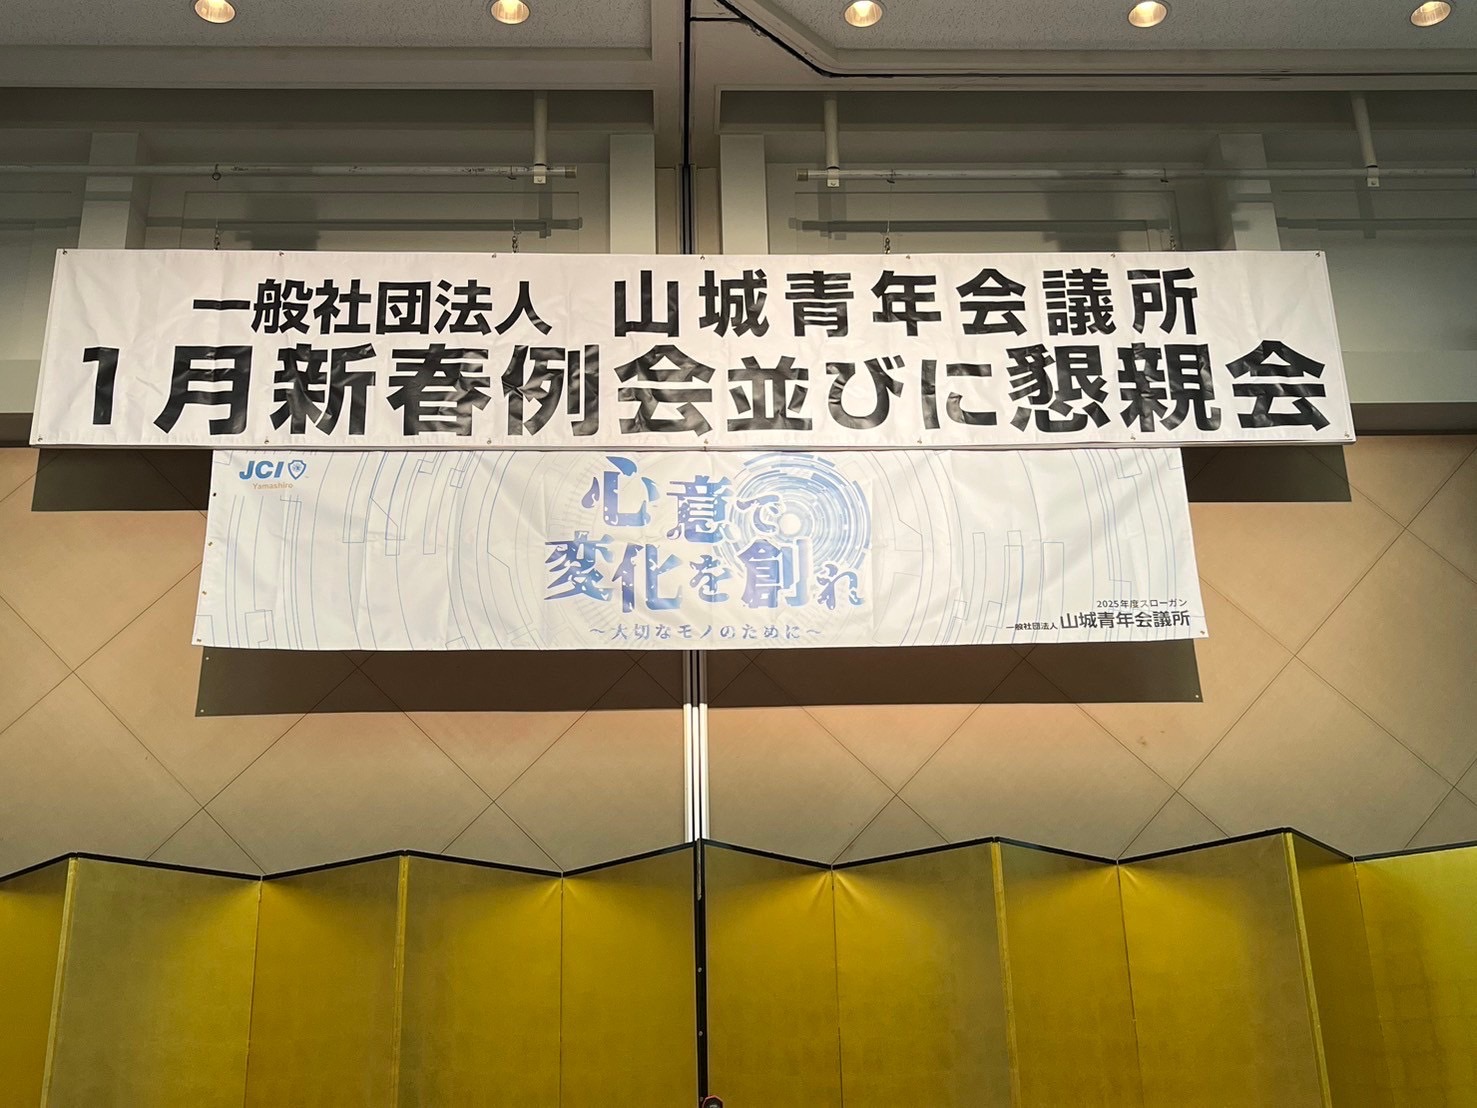 一般社団法人 山城青年会議所
1月新春例会並びに懇親会
JCI
Yamashiro
心意で
変化を創れ
～大切なモノのために～
2025年度スローガン
一般社団法人 山城青年会議所